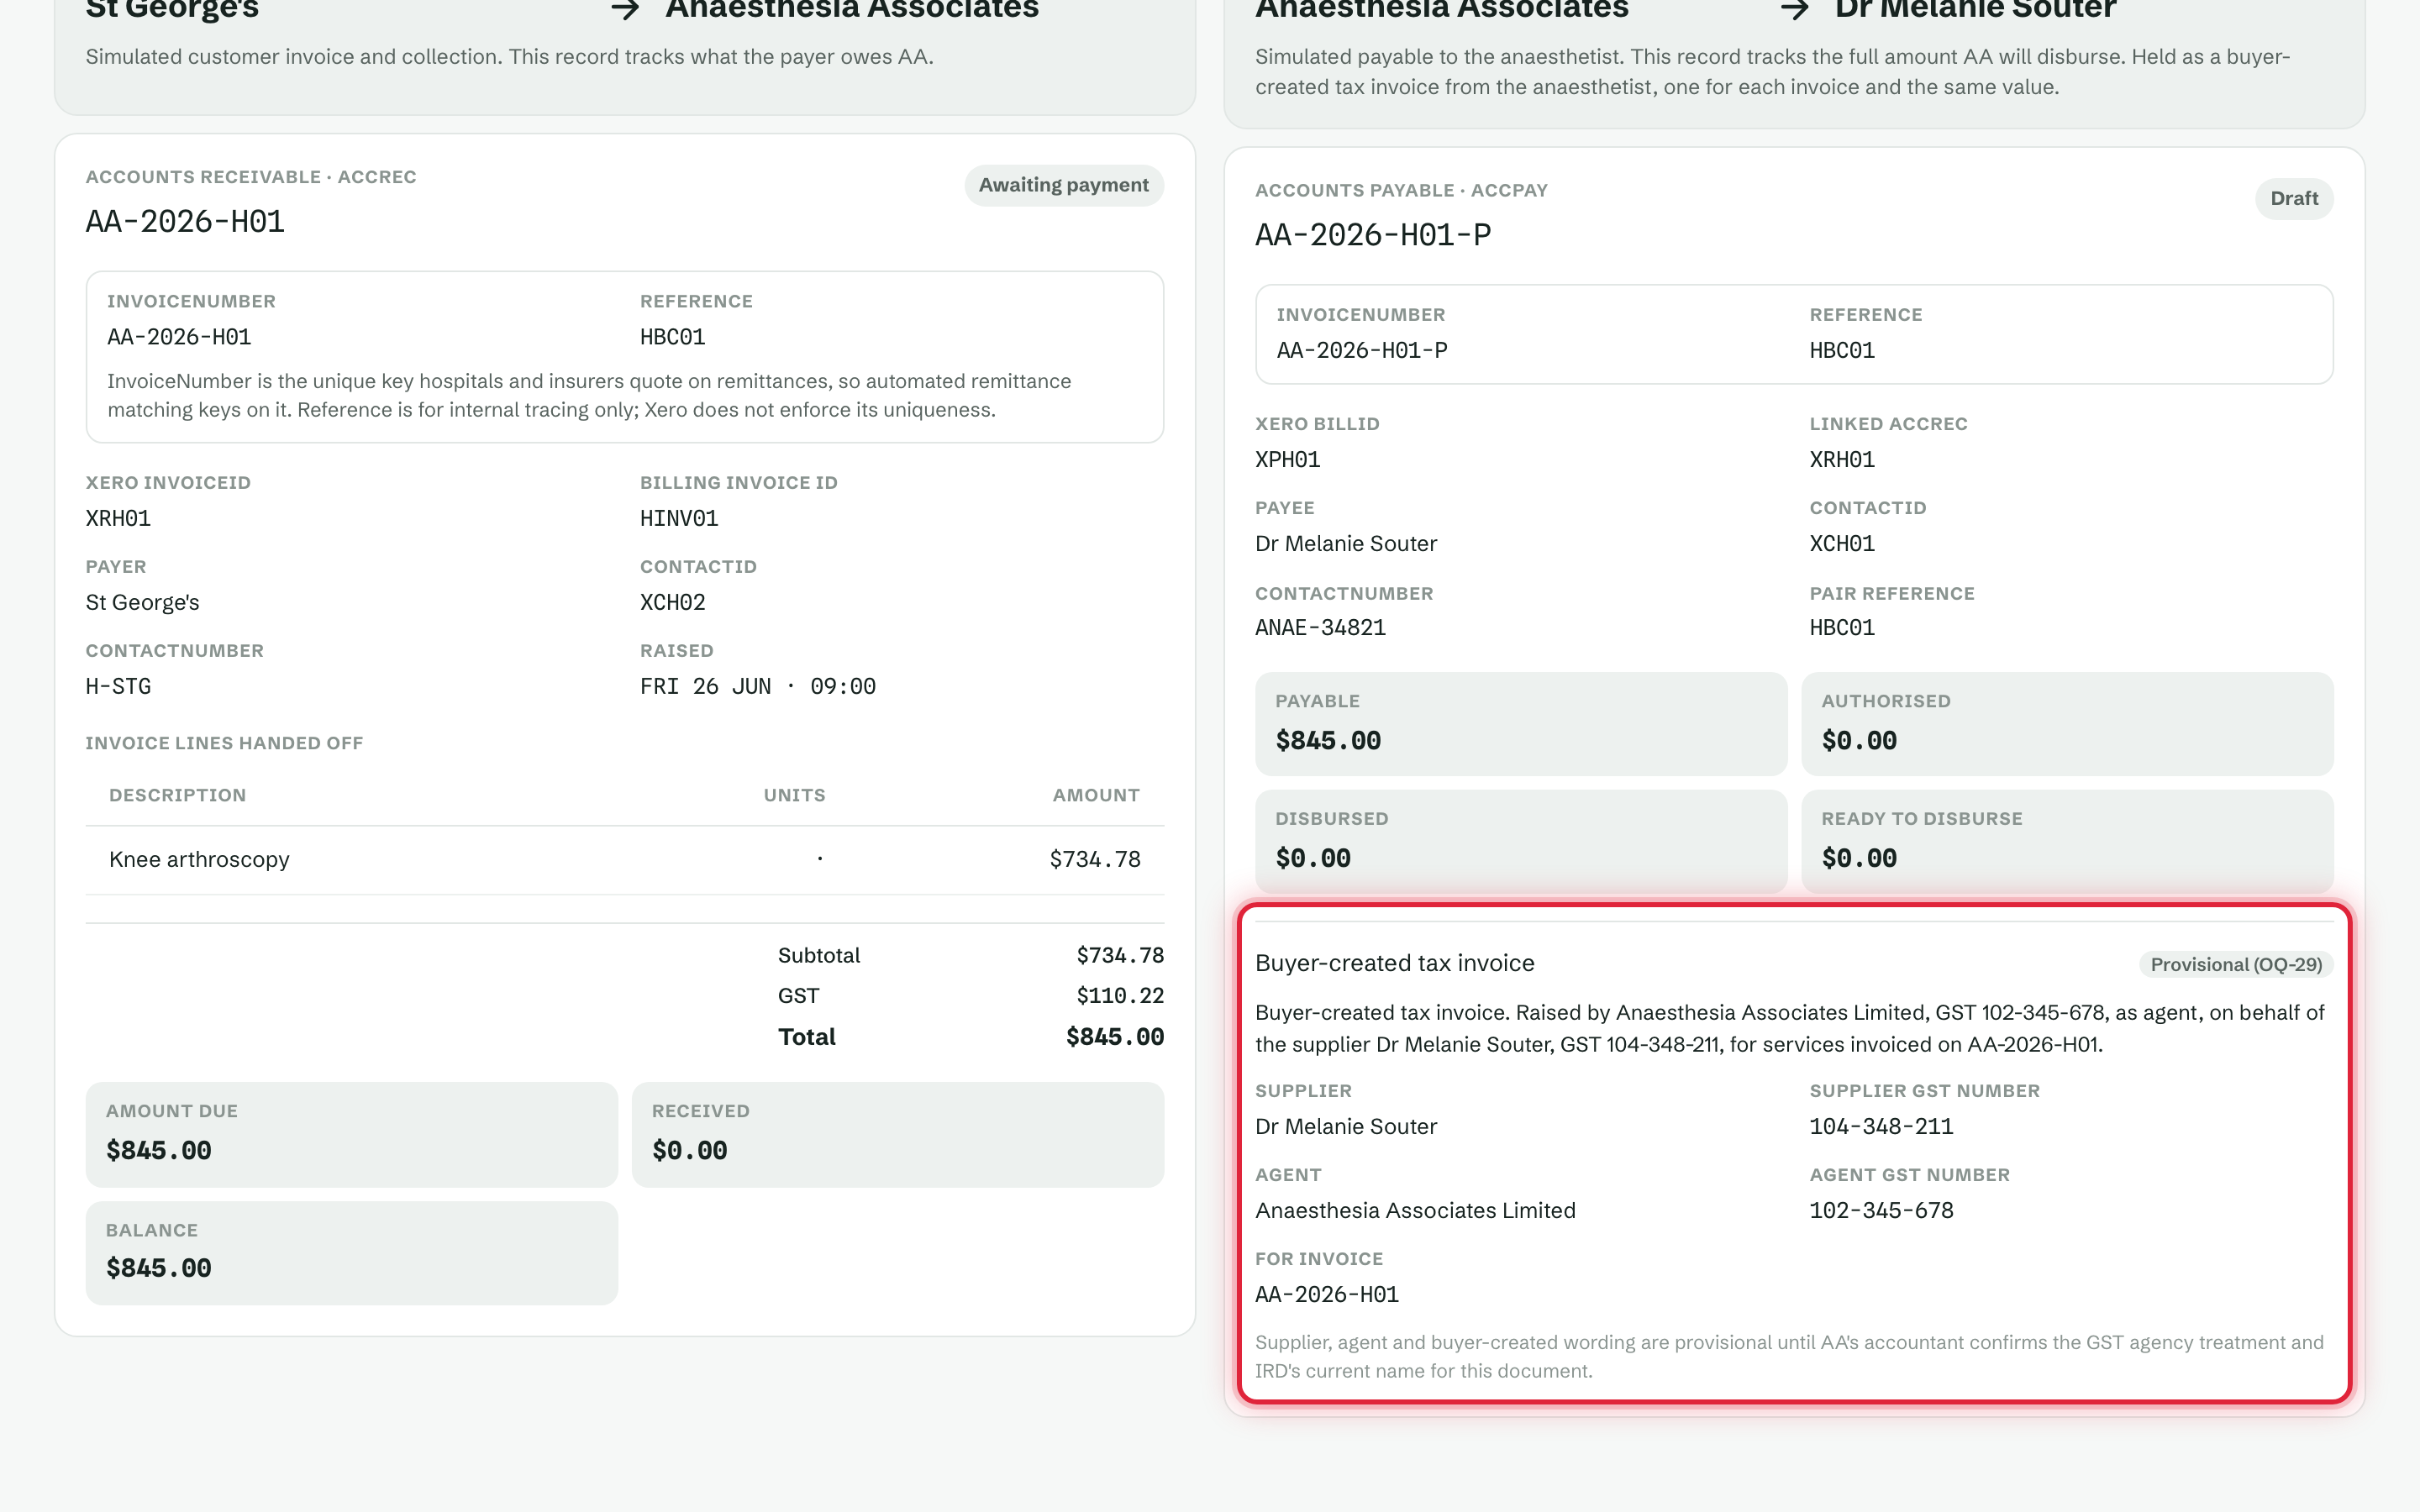 St George's → Anaesthesia Associates
Simulated customer invoice and collection. This record tracks what the payer owes AA.
ACCOUNTS RECEIVABLE · ACCREC
Awaiting payment
AA-2026-H01
INVOICENUMBER
REFERENCE
AA-2026-H01
HBC01
InvoiceNumber is the unique key hospitals and insurers quote on remittances, so automated remittance
matching keys on it. Reference is for internal tracing only; Xero does not enforce its uniqueness.
XERO INVOICEID
BILLING INVOICE ID
XRH01
HINV01
PAYER
CONTACTID
St George's
XCH02
CONTACTNUMBER
RAISED
H-STG
FRI 26 JUN · 09:00
INVOICE LINES HANDED OFF
DESCRIPTION UNITS AMOUNT
Knee arthroscopy · $734.78
Subtotal $734.78
GST $110.22
Total $845.00
AMOUNT DUE
$845.00
RECEIVED
$0.00
BALANCE
$845.00
Anaesthesia Associates → Dr Melanie Souter
Simulated payable to the anaesthetist. This record tracks the full amount AA will disburse. Held as a buyer-
created tax invoice from the anaesthetist, one for each invoice and the same value.
ACCOUNTS PAYABLE · ACCPAY
Draft
AA-2026-H01-P
INVOICENUMBER
REFERENCE
AA-2026-H01-P
HBC01
XERO BILLID
LINKED ACCREC
XPH01
XRH01
PAYEE
CONTACTID
Dr Melanie Souter
XCH01
CONTACTNUMBER
PAIR REFERENCE
ANAE-34821
HBC01
PAYABLE
$845.00
AUTHORISED
$0.00
DISBURSED
$0.00
READY TO DISBURSE
$0.00
Buyer-created tax invoice
Provisional (OQ-29)
Buyer-created tax invoice. Raised by Anaesthesia Associates Limited, GST 102-345-678, as agent, on behalf of
the supplier Dr Melanie Souter, GST 104-348-211, for services invoiced on AA-2026-H01.
SUPPLIER
SUPPLIER GST NUMBER
Dr Melanie Souter
104-348-211
AGENT
AGENT GST NUMBER
Anaesthesia Associates Limited
102-345-678
FOR INVOICE
AA-2026-H01
Supplier, agent and buyer-created wording are provisional until AA's accountant confirms the GST agency treatment and
IRD's current name for this document.